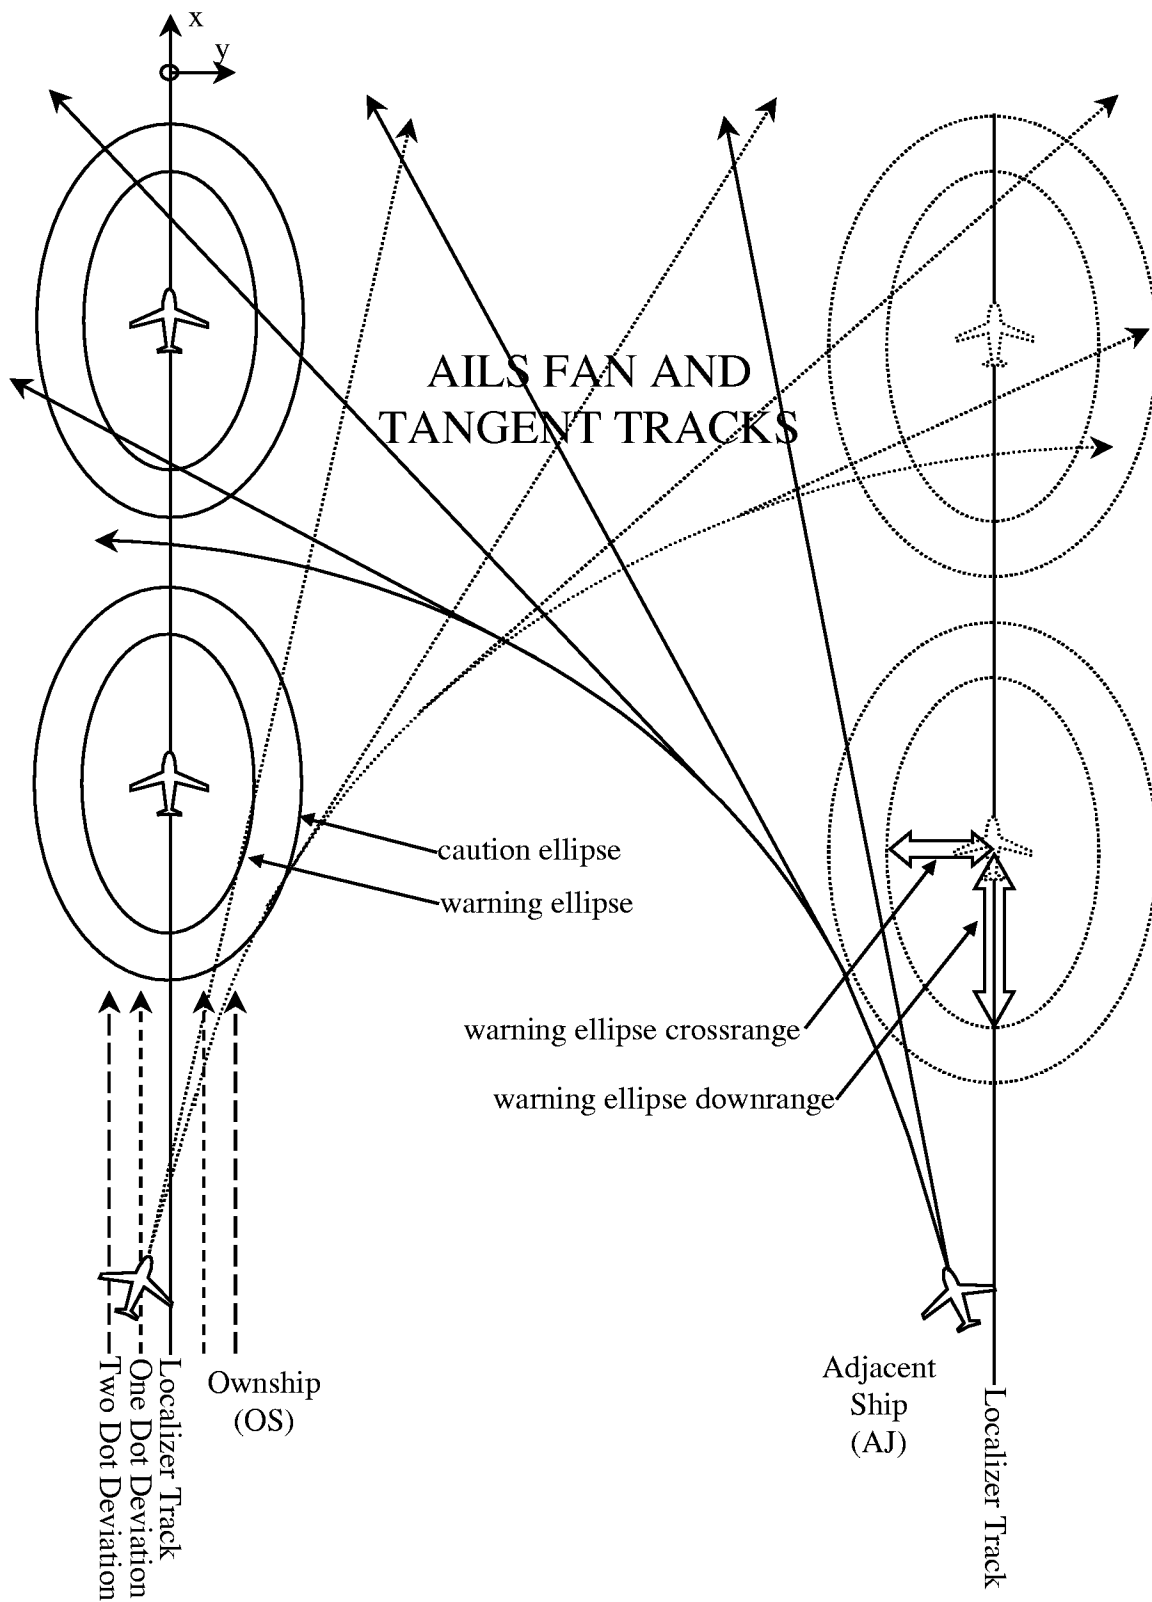 x
y
AILS FAN AND
TANGENT TRACKS
caution ellipse
warning ellipse
warning ellipse crossrange
warning ellipse downrange
Two Dot Deviation
One Dot Deviation
Localizer Track
Ownship
(OS)
Adjacent
Ship
(AJ)
Localizer Track